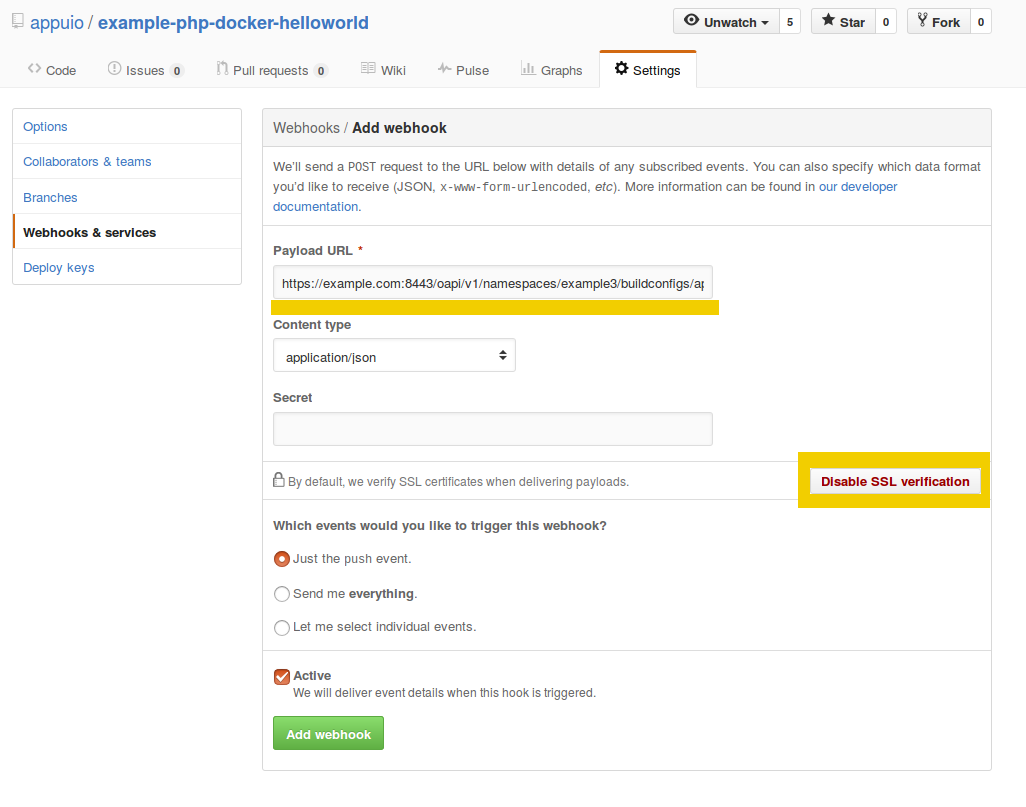 appuio / example-php-docker-helloworld
Unwatch 5 Star 0 Fork 0
Code Issues 0 Pull requests 0 Wiki Pulse Graphs Settings
Options
Collaborators & teams
Branches
Webhooks & services
Deploy keys
Webhooks / Add webhook
We'll send a POST request to the URL below with details of any subscribed events. You can also specify which data format
you'd like to receive (JSON, x-www-form-urlencoded, etc). More information can be found in our developer
documentation.
Payload URL *
https://example.com:8443/oapi/v1/namespaces/example3/buildconfigs/ap
Content type
application/json
Secret
By default, we verify SSL certificates when delivering payloads.
Disable SSL verification
Which events would you like to trigger this webhook?
Just the push event.
Send me everything.
Let me select individual events.
Active
We will deliver event details when this hook is triggered.
Add webhook